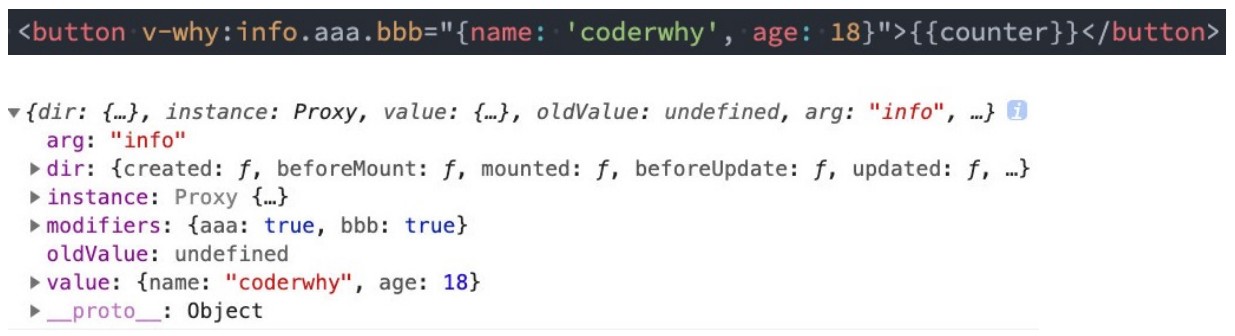 <button v-why:info.aaa.bbb="{name: 'coderwhy', age: 18}">{{counter}}</button>
▼{dir: {…}, instance: Proxy, value: {…}, oldValue: undefined, arg: "info", …} i
arg: "info"
▶dir: {created: ƒ, beforeMount: ƒ, mounted: ƒ, beforeUpdate: ƒ, updated: ƒ, …}
▶instance: Proxy {…}
▶modifiers: {aaa: true, bbb: true}
oldValue: undefined
▶value: {name: "coderwhy", age: 18}
▶__proto__: Object